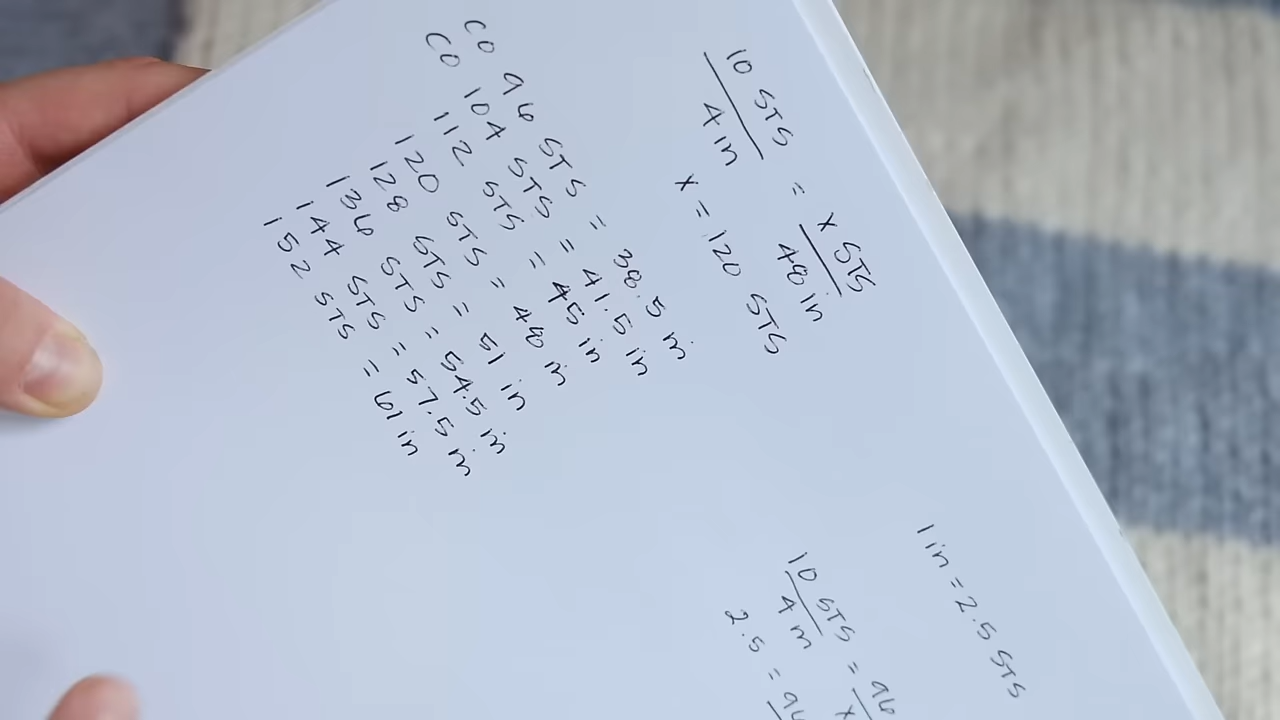 10 STS = x STS
4 in 48 in
x = 120 STS
CO 96 STS = 38.5 in
CO 104 STS = 41.5 in
112 STS = 45 in
120 STS = 48 in
128 STS = 51 in
136 STS = 54.5 in
144 STS = 57.5 in
152 STS = 61 in
1 in = 2.5 STS
10 STS = 96
4 in x
2.5 = 96